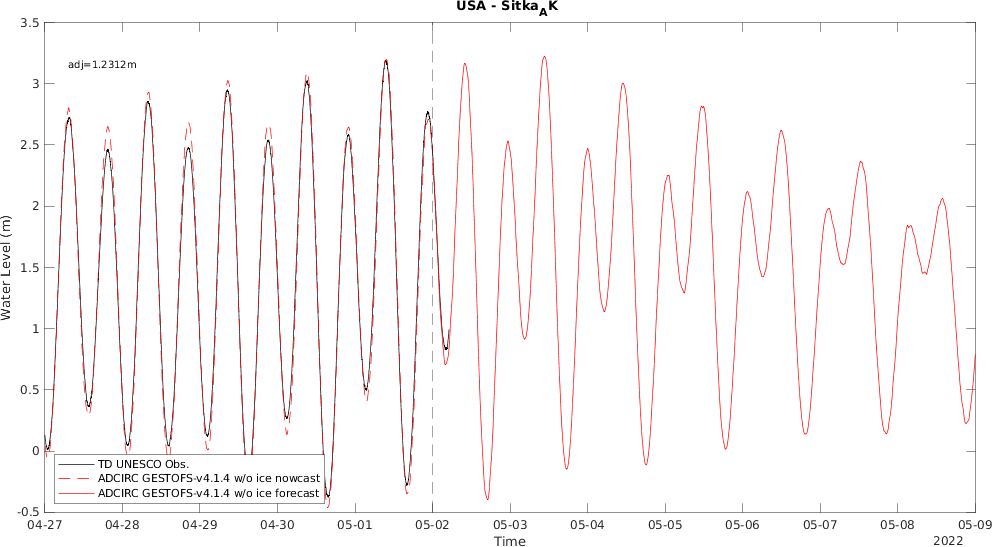 USA - Sitka_AK
3.5
3
2.5
2
1.5
1
0.5
0
-0.5
Water Level (m)
adj=1.2312m
TD UNESCO Obs.
ADCIRC GESTOFS-v4.1.4 w/o ice nowcast
ADCIRC GESTOFS-v4.1.4 w/o ice forecast
04-27 04-28 04-29 04-30 05-01 05-02 05-03 05-04 05-05 05-06 05-07 05-08 05-09
Time
2022